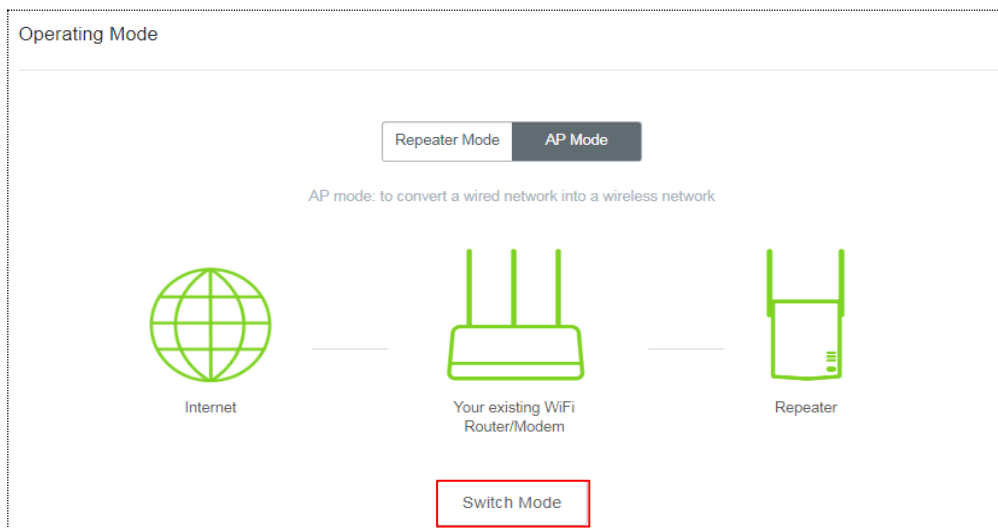 Operating Mode
Repeater Mode AP Mode
AP mode: to convert a wired network into a wireless network
Internet
Your existing WiFi
Router/Modem
Repeater
Switch Mode